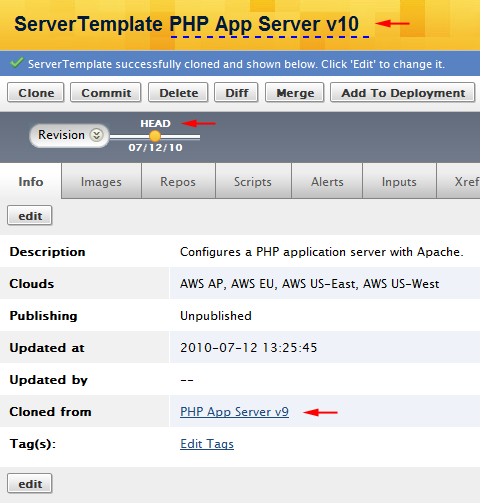 ServerTemplate PHP App Server v10
ServerTemplate successfully cloned and shown below. Click 'Edit' to change it.
Clone Commit Delete Diff Merge Add To Deployment
HEAD
Revision
07/12/10
Info Images Repos Scripts Alerts Inputs Xref
edit
Description Configures a PHP application server with Apache.
Clouds AWS AP, AWS EU, AWS US-East, AWS US-West
Publishing Unpublished
Updated at 2010-07-12 13:25:45
Updated by --
Cloned from PHP App Server v9
Tag(s): Edit Tags
edit